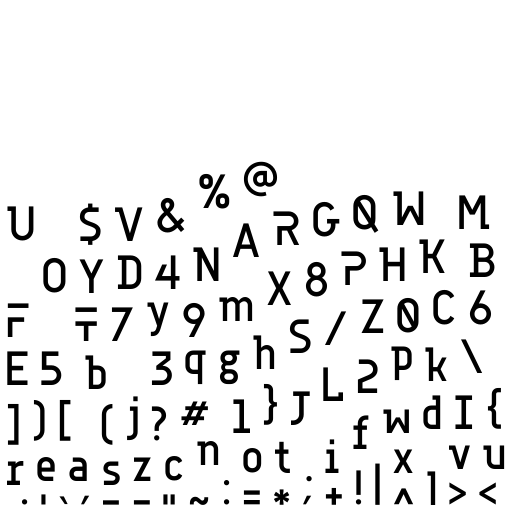 % @
U $ V & A R G Q W M
O Y D 4 N X 8 P H K B
F T 7 y 9 m S / Z 0 C 6
E 5 b 3 q g h L 2 p k \
] ) [ ( j ? # 1 } J f w d I {
r e a s z c n o t i x v u
! | ^ l > <
" ~ : = * ; +